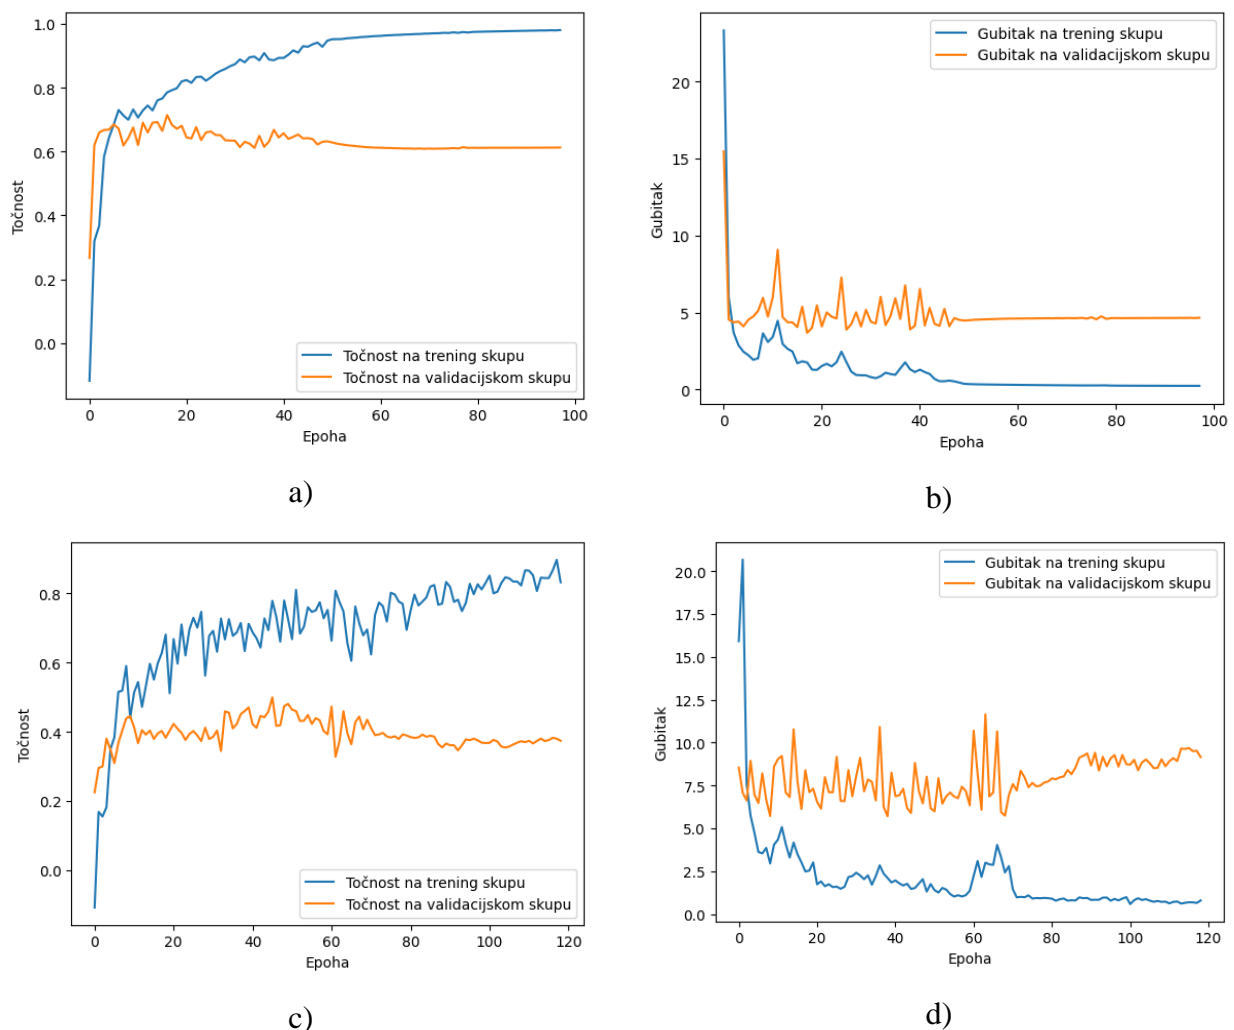 1.0
0.8
0.6
0.4
0.2
0.0
Točnost
Točnost na trening skupu
Točnost na validacijskom skupu
0 20 40 60 80 100
Epoha
a)
Gubitak na trening skupu
Gubitak na validacijskom skupu
20
15
10
5
0
Gubitak
0 20 40 60 80 100
Epoha
b)
0.8
0.6
0.4
0.2
0.0
Točnost
Točnost na trening skupu
Točnost na validacijskom skupu
0 20 40 60 80 100 120
Epoha
c)
Gubitak na trening skupu
Gubitak na validacijskom skupu
20.0
17.5
15.0
12.5
10.0
7.5
5.0
2.5
0.0
Gubitak
0 20 40 60 80 100 120
Epoha
d)